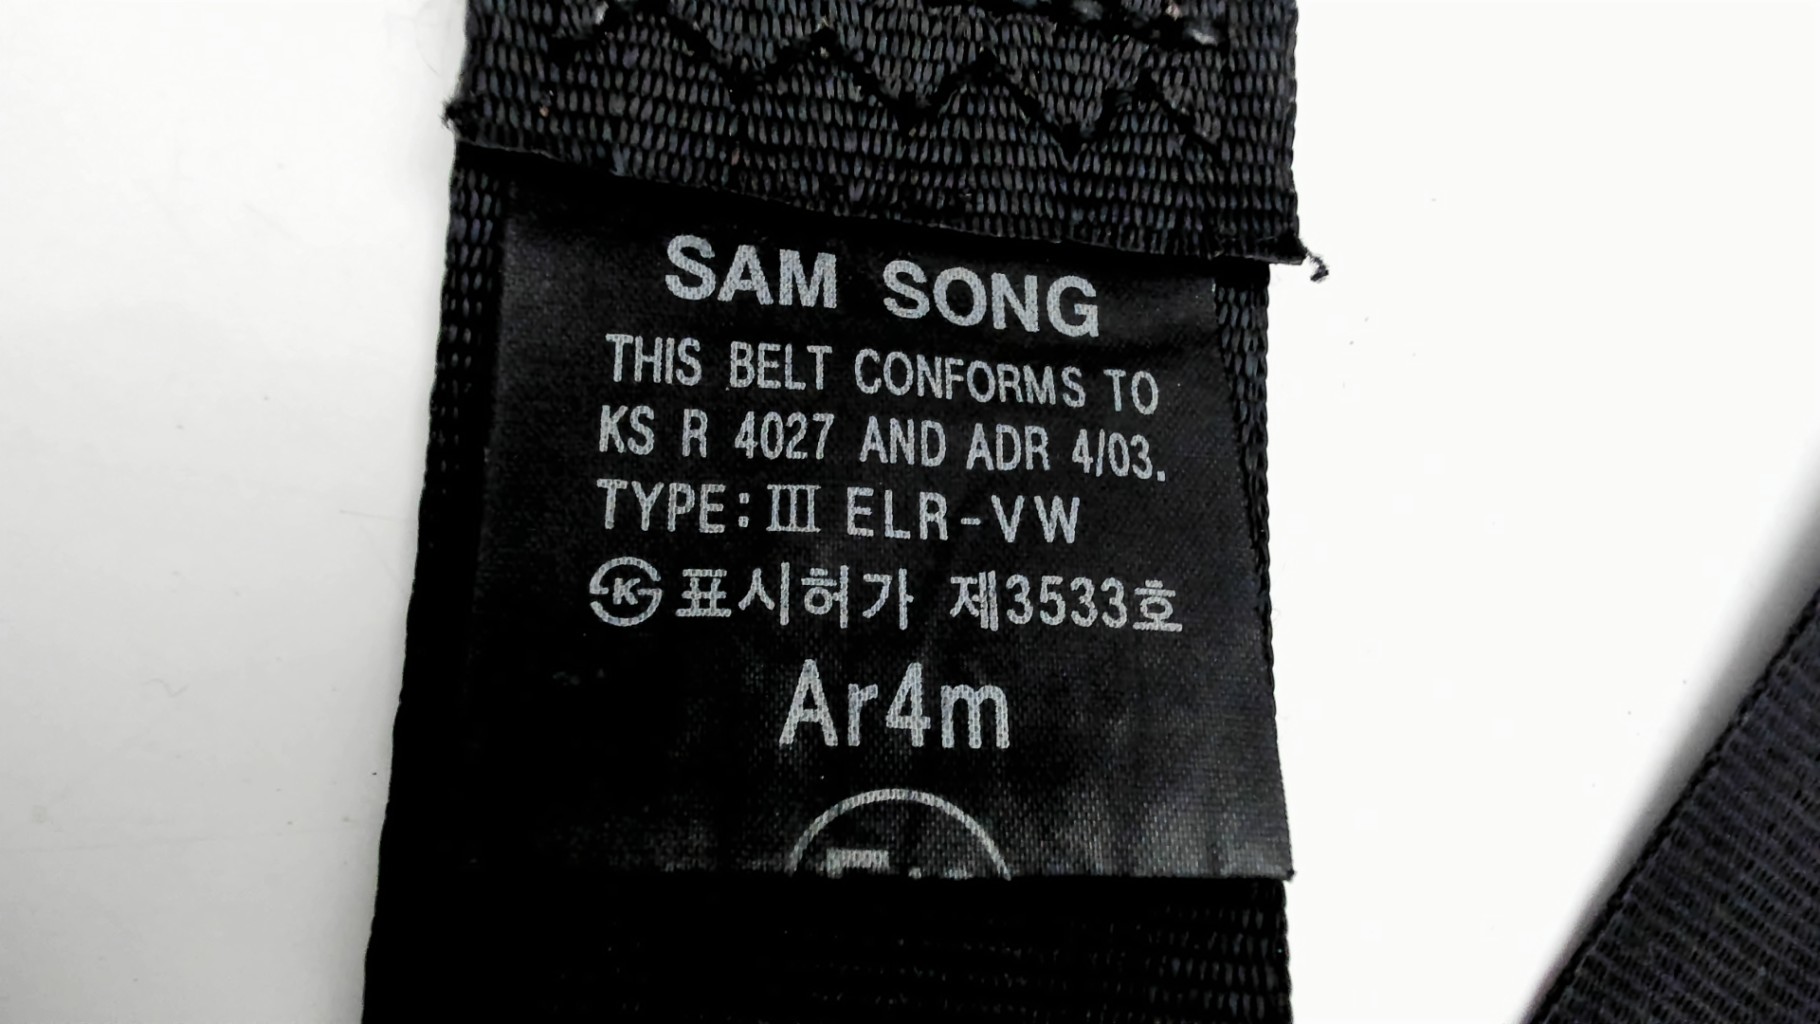 SAM SONG
THIS BELT CONFORMS TO
KS R 4027 AND ADR 4/03.
TYPE: Ⅲ ELR-VW
K 표시허가 제3533호
Ar4m